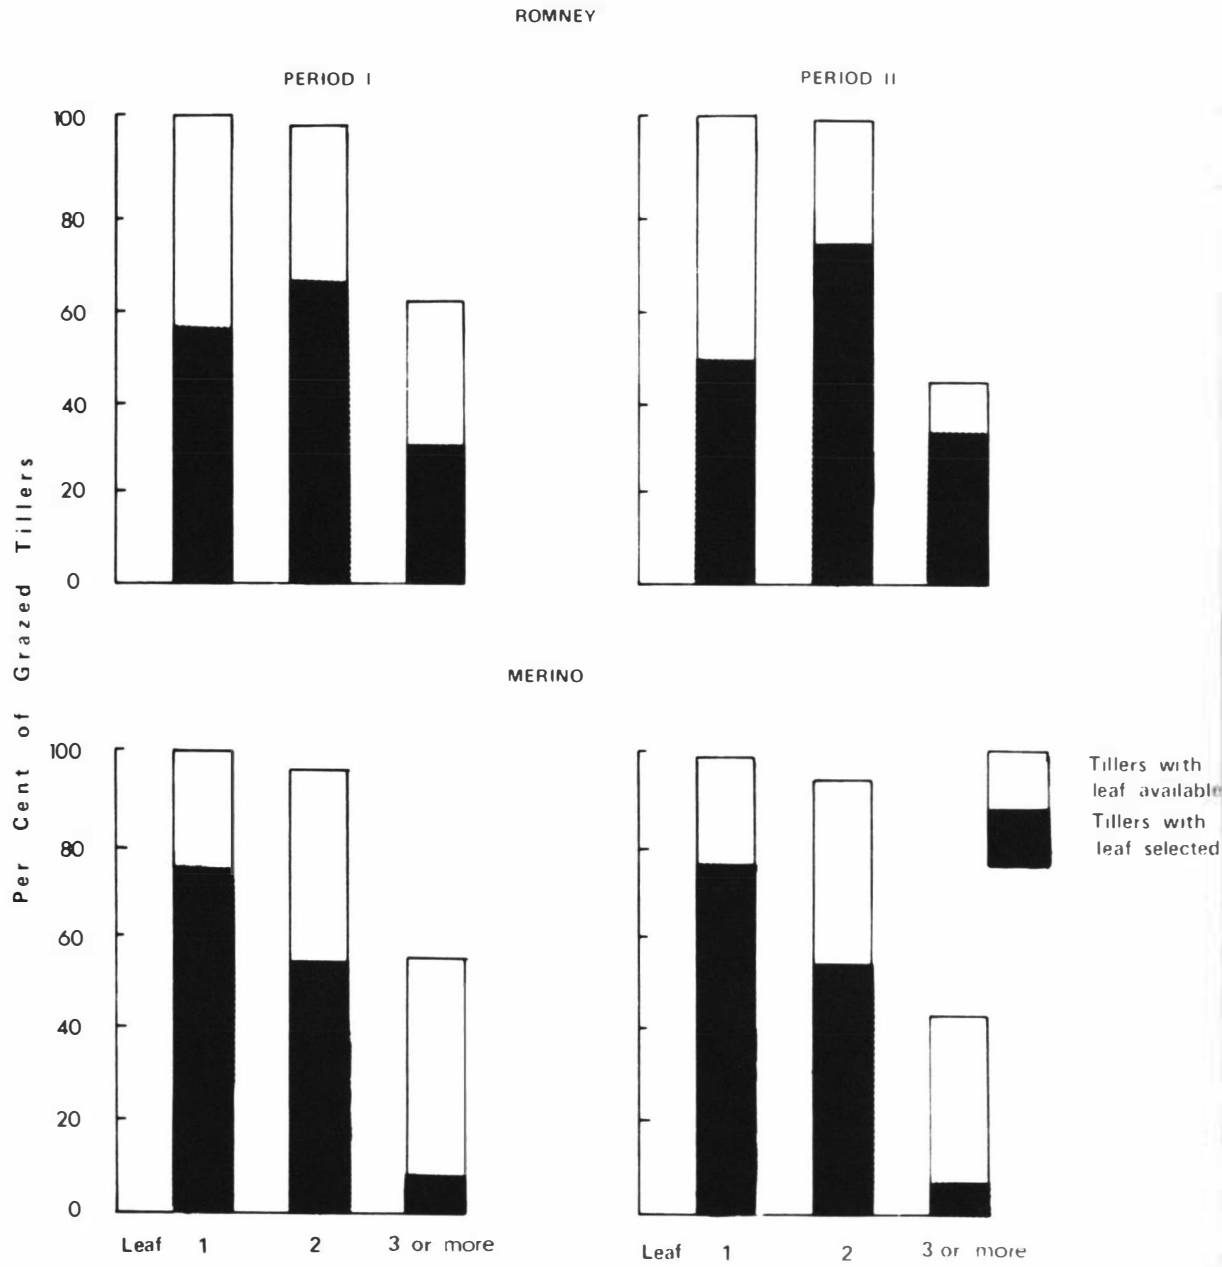 ROMNEY
PERIOD I
PERIOD II
100
80
60
40
20
0
Per Cent of Grazed Tillers
MERINO
100
80
60
40
20
0
Tillers with
leaf available
Tillers with
leaf selected
Leaf 1 2 3 or more
Leaf 1 2 3 or more